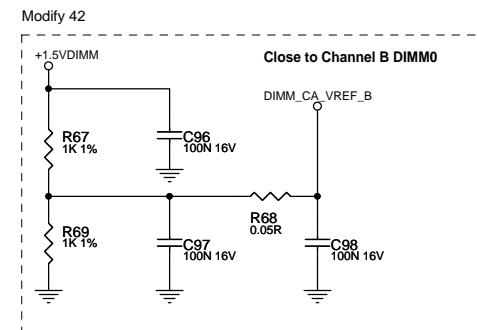 Modify 42
+1.5VDIMM
Close to Channel B DIMM0
DIMM_CA_VREF_B
R67
1K 1%
C96
100N 16V
R68
0.05R
R69
1K 1%
C97
100N 16V
C98
100N 16V